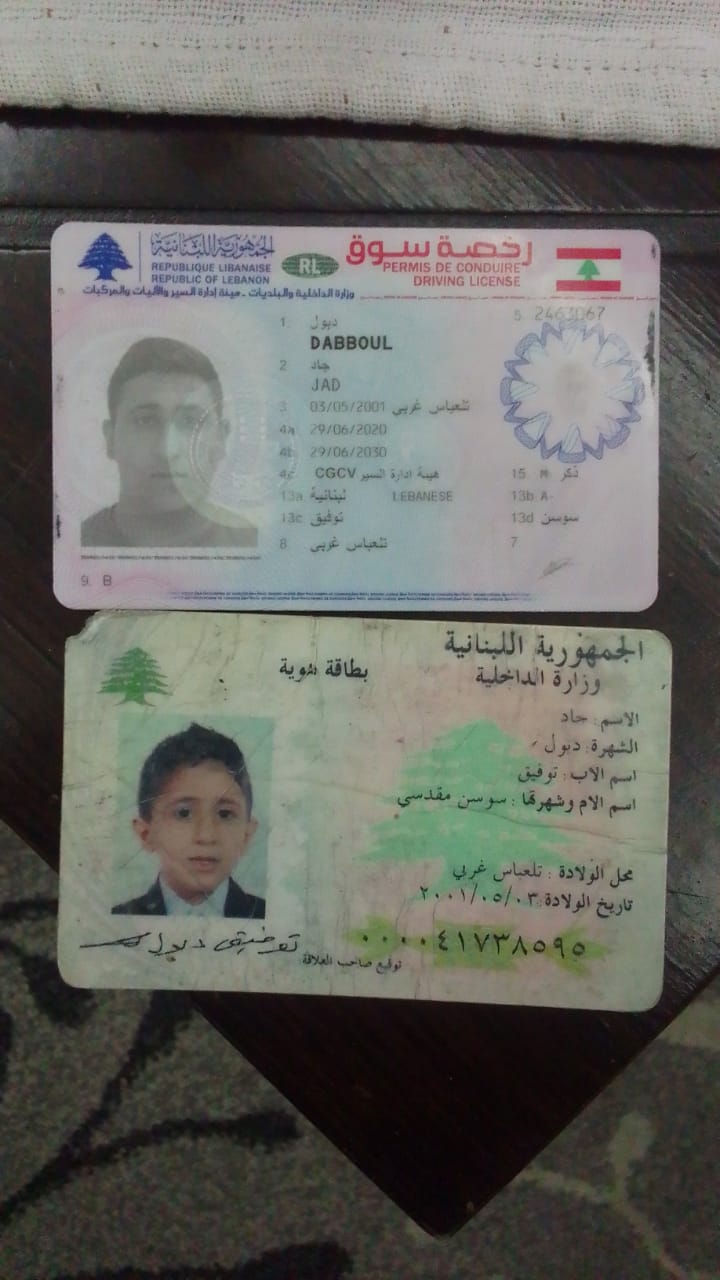 الجمهورية اللبنانية
REPUBLIQUE LIBANAISE
REPUBLIC OF LEBANON
RL
رخصة سوق
PERMIS DE CONDUIRE
DRIVING LICENSE
وزارة الداخلية والبلديات - هيئة إدارة السير والآليات والمركبات
5 2463067
1. دبول
DABBOUL
2 جاد
JAD
3 03/05/2001 تلعباس غربي
4a 29/06/2020
4b 29/06/2030
4c CGCV هيئة ادارة السير 15 M ذكر
13a لبنانية LEBANESE 13b A-
13c توفيق 13d سوسن
8 تلعباس غربي 7
9. B
الجمهورية اللبنانية
وزارة الداخلية
بطاقة هوية
الاسم: جاد
الشهرة: دبول
اسم الاب: توفيق
اسم الام وشهرتها: سوسن مقدسي
محل الولادة: تلعباس غربي
تاريخ الولادة: ٢٠٠١/٠٥/٠٣
٠٠٠٠٤١٧٣٨٥٩٥
توفيق دبول
توقيع صاحب العلاقة